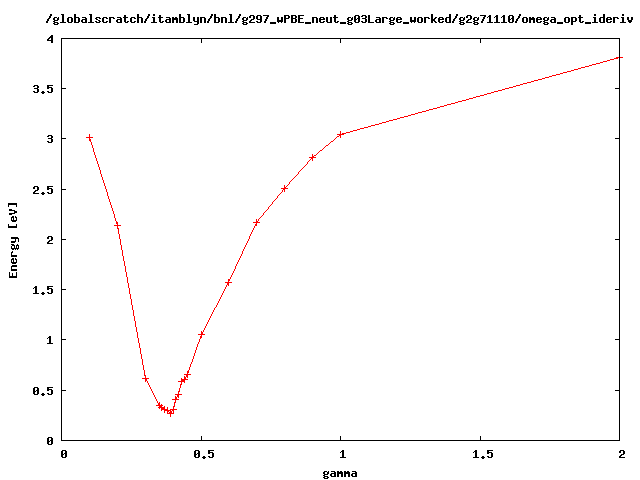 /globalscratch/itamblyn/bnl/g297_wPBE_neut_g03Large_worked/g2g71110/omega_opt_ideriv
4
3.5
3
2.5
2
1.5
1
0.5
0
Energy [eV]
0 0.5 1 1.5 2
gamma